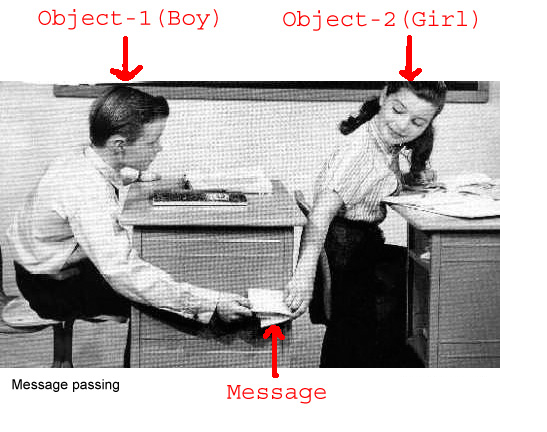 Object-1(Boy)
Object-2(Girl)
Message passing
Message